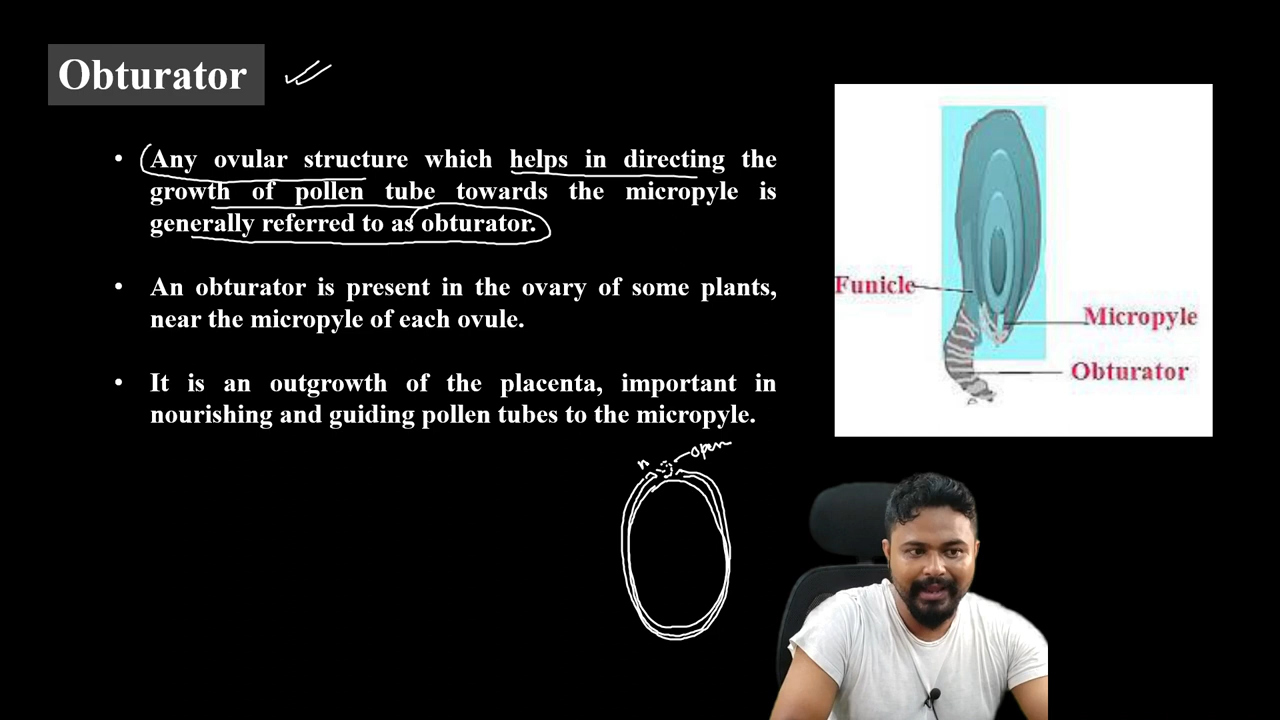 Obturator
• Any ovular structure which helps in directing the
growth of pollen tube towards the micropyle is
generally referred to as obturator.
• An obturator is present in the ovary of some plants,
near the micropyle of each ovule.
• It is an outgrowth of the placenta, important in
nourishing and guiding pollen tubes to the micropyle.
Funicle
Micropyle
Obturator
open